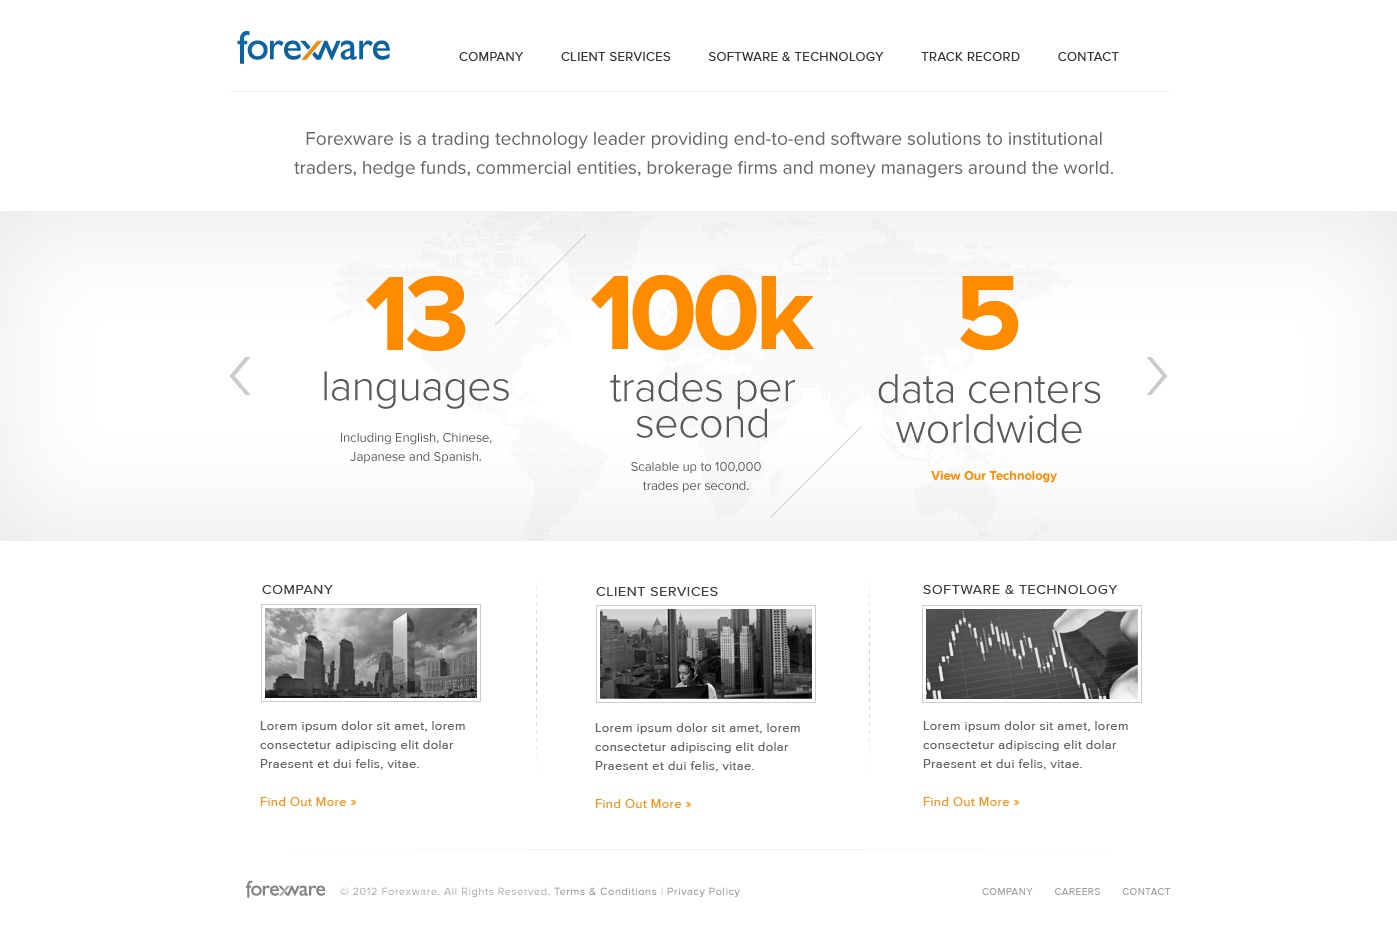 forexware
COMPANY CLIENT SERVICES SOFTWARE & TECHNOLOGY TRACK RECORD CONTACT
Forexware is a trading technology leader providing end-to-end software solutions to institutional
traders, hedge funds, commercial entities, brokerage firms and money managers around the world.
13
languages
Including English, Chinese,
Japanese and Spanish.
100k
trades per
second
Scalable up to 100,000
trades per second.
5
data centers
worldwide
View Our Technology
COMPANY
Lorem ipsum dolor sit amet, lorem
consectetur adipiscing elit dolar
Praesent et dui felis, vitae.
Find Out More »
CLIENT SERVICES
Lorem ipsum dolor sit amet, lorem
consectetur adipiscing elit dolar
Praesent et dui felis, vitae.
Find Out More »
SOFTWARE & TECHNOLOGY
Lorem ipsum dolor sit amet, lorem
consectetur adipiscing elit dolar
Praesent et dui felis, vitae.
Find Out More »
forexware © 2012 Forexware. All Rights Reserved. Terms & Conditions | Privacy Policy COMPANY CAREERS CONTACT